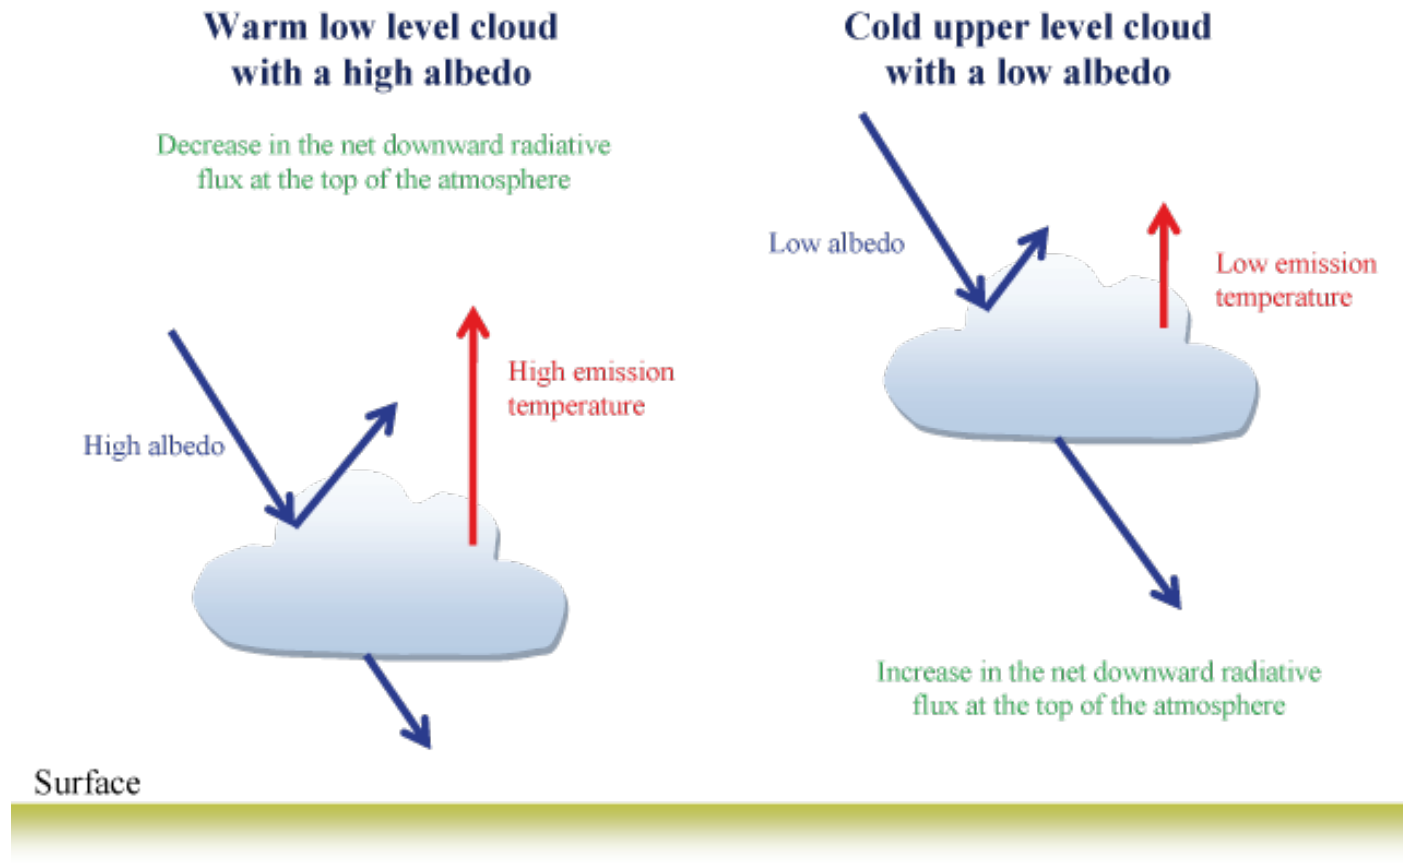 Warm low level cloud
with a high albedo
Decrease in the net downward radiative
flux at the top of the atmosphere
High albedo
High emission
temperature
Cold upper level cloud
with a low albedo
Low albedo
Low emission
temperature
Increase in the net downward radiative
flux at the top of the atmosphere
Surface